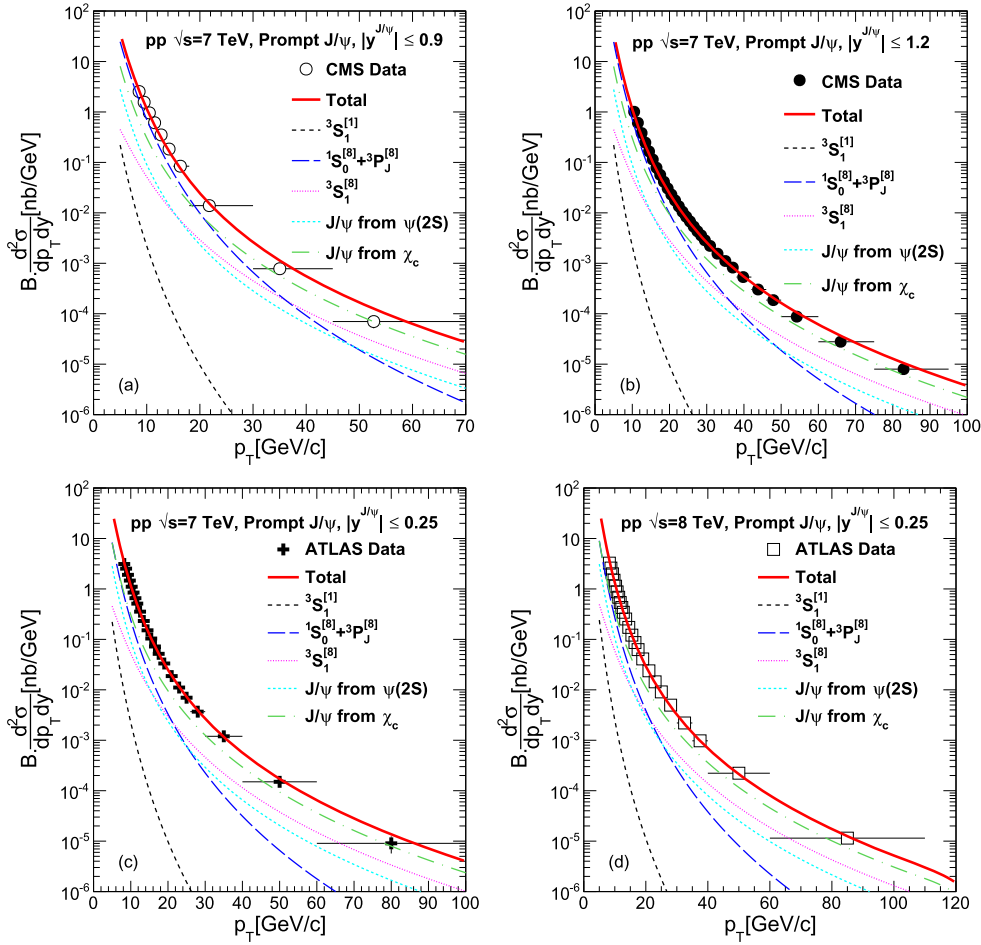 pp √s=7 TeV, Prompt J/ψ, |y^{J/ψ}| ≤ 0.9
CMS Data
Total
³S₁^{[1]}
¹S₀^{[8]}+³P_J^{[8]}
³S₁^{[8]}
J/ψ from ψ(2S)
J/ψ from χ_c
(a)
10² 10 1 10⁻¹ 10⁻² 10⁻³ 10⁻⁴ 10⁻⁵ 10⁻⁶
B.d²σ/dp_Tdy[nb/GeV]
0 10 20 30 40 50 60 70
p_T[GeV/c]
pp √s=7 TeV, Prompt J/ψ, |y^{J/ψ}| ≤ 1.2
CMS Data
Total
³S₁^{[1]}
¹S₀^{[8]}+³P_J^{[8]}
³S₁^{[8]}
J/ψ from ψ(2S)
J/ψ from χ_c
(b)
10² 10 1 10⁻¹ 10⁻² 10⁻³ 10⁻⁴ 10⁻⁵ 10⁻⁶
B.d²σ/dp_Tdy[nb/GeV]
0 10 20 30 40 50 60 70 80 90 100
p_T[GeV/c]
pp √s=7 TeV, Prompt J/ψ, |y^{J/ψ}| ≤ 0.25
ATLAS Data
Total
³S₁^{[1]}
¹S₀^{[8]}+³P_J^{[8]}
³S₁^{[8]}
J/ψ from ψ(2S)
J/ψ from χ_c
(c)
10² 10 1 10⁻¹ 10⁻² 10⁻³ 10⁻⁴ 10⁻⁵ 10⁻⁶
B.d²σ/dp_Tdy[nb/GeV]
0 10 20 30 40 50 60 70 80 90 100
p_T[GeV/c]
pp √s=8 TeV, Prompt J/ψ, |y^{J/ψ}| ≤ 0.25
ATLAS Data
Total
³S₁^{[1]}
¹S₀^{[8]}+³P_J^{[8]}
³S₁^{[8]}
J/ψ from ψ(2S)
J/ψ from χ_c
(d)
10² 10 1 10⁻¹ 10⁻² 10⁻³ 10⁻⁴ 10⁻⁵ 10⁻⁶
B.d²σ/dp_Tdy[nb/GeV]
0 20 40 60 80 100 120
p_T[GeV/c]